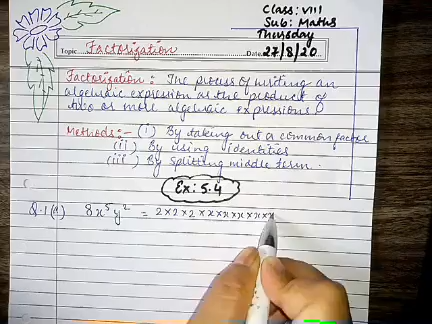 Class: VIII
Sub: Maths
Thursday
Topic Factorization Date 27/8/20
Factorization: The process of writing an
algebraic expression as the product of
two or more algebraic expressions.
Methods:- (i) By taking out a common factor
(ii) By using identities
(iii) By splitting middle term.
Ex: 5.4
Q.1(a) 8x⁵y² = 2×2×2×x×x×x×x×x